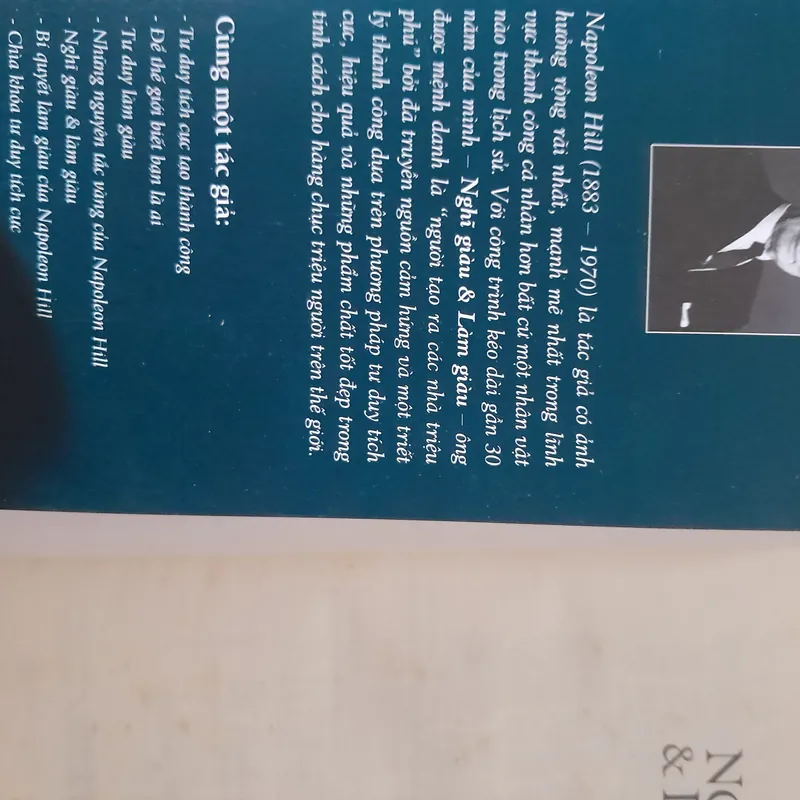 Napoleon Hill (1883 – 1970) là tác giả có ảnh
hưởng rộng rãi nhất, mạnh mẽ nhất trong lĩnh
vực thành công cá nhân hơn bất cứ một nhân vật
nào trong lịch sử. Với công trình kéo dài gần 30
năm của mình – Nghĩ giàu & Làm giàu – ông
được mệnh danh là “người tạo ra các nhà triệu
phú” bởi đã truyền nguồn cảm hứng và một triết
lý thành công dựa trên phương pháp tư duy tích
cực, hiệu quả và những phẩm chất tốt đẹp trong
tính cách cho hàng chục triệu người trên thế giới.
Cùng một tác giả:
- Tư duy tích cực tạo thành công
- Để thế giới biết bạn là ai
- Tư duy làm giàu
- Những nguyên tắc vàng của Napoleon Hill
- Nghĩ giàu & làm giàu
- Bí quyết làm giàu của Napoleon Hill
- Chìa khóa tư duy tích cực
&